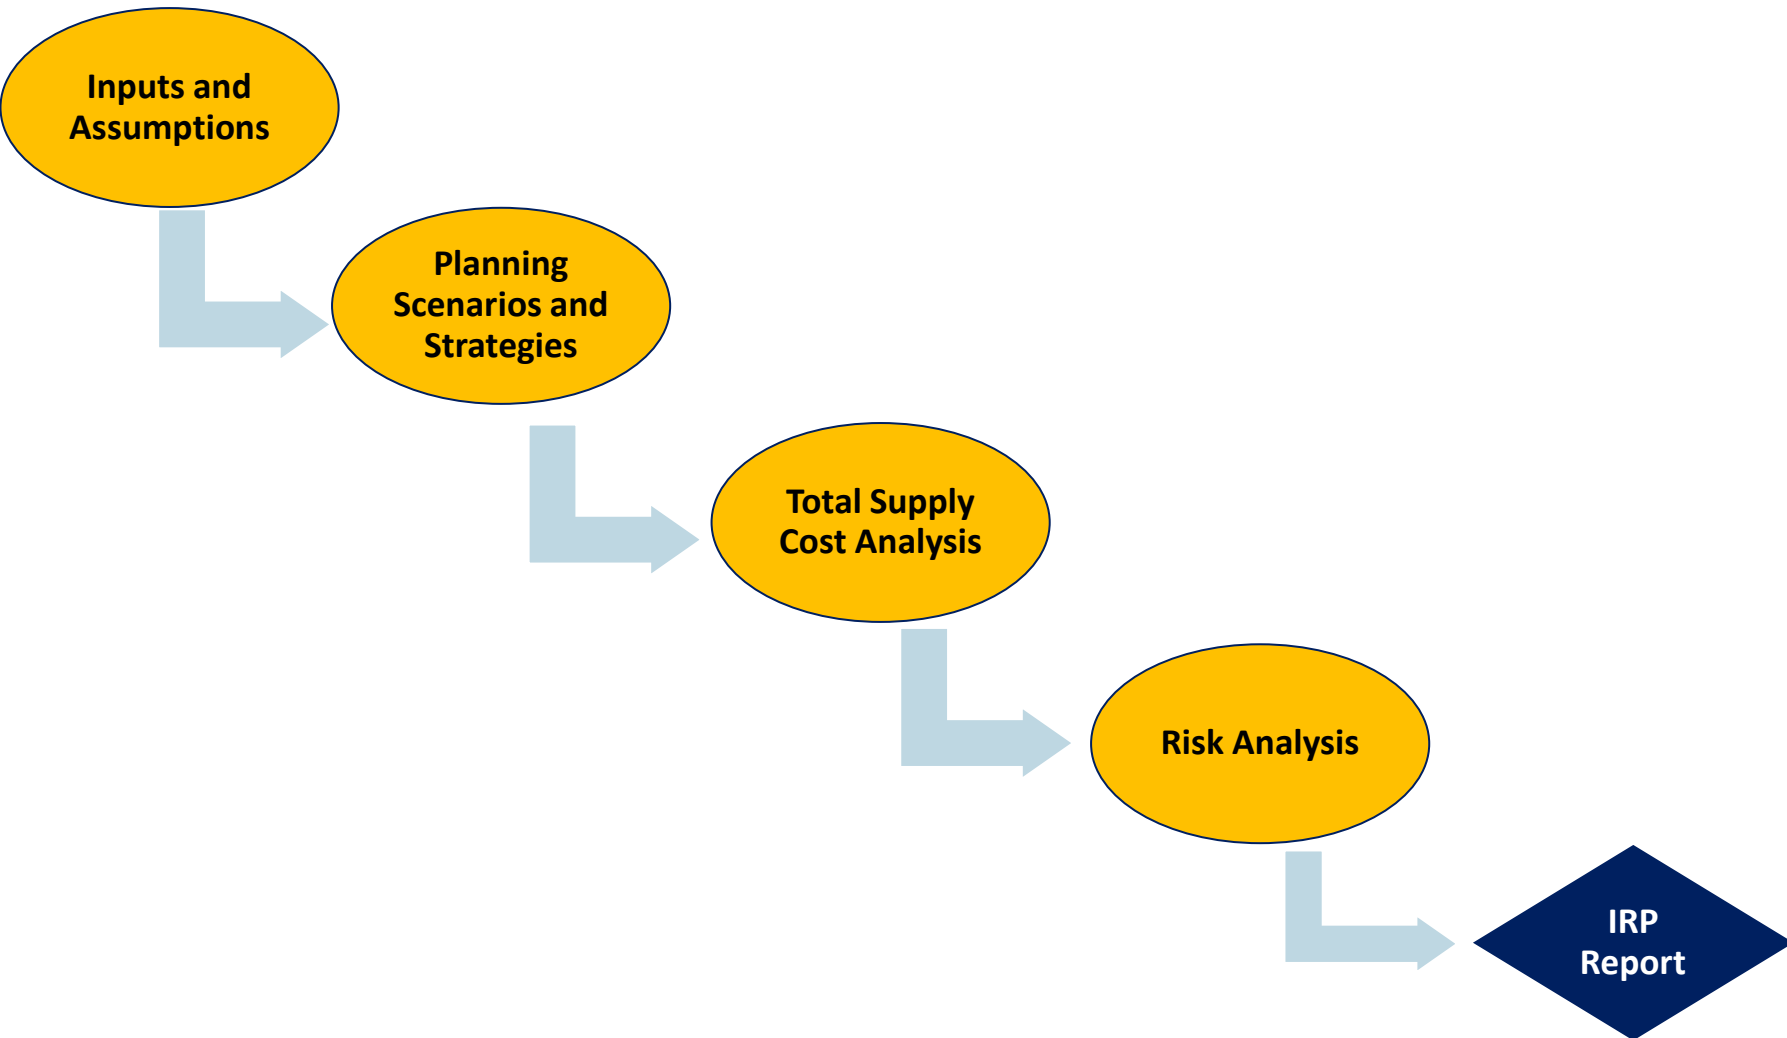 Inputs and
Assumptions
Planning
Scenarios and
Strategies
Total Supply
Cost Analysis
Risk Analysis
IRP
Report